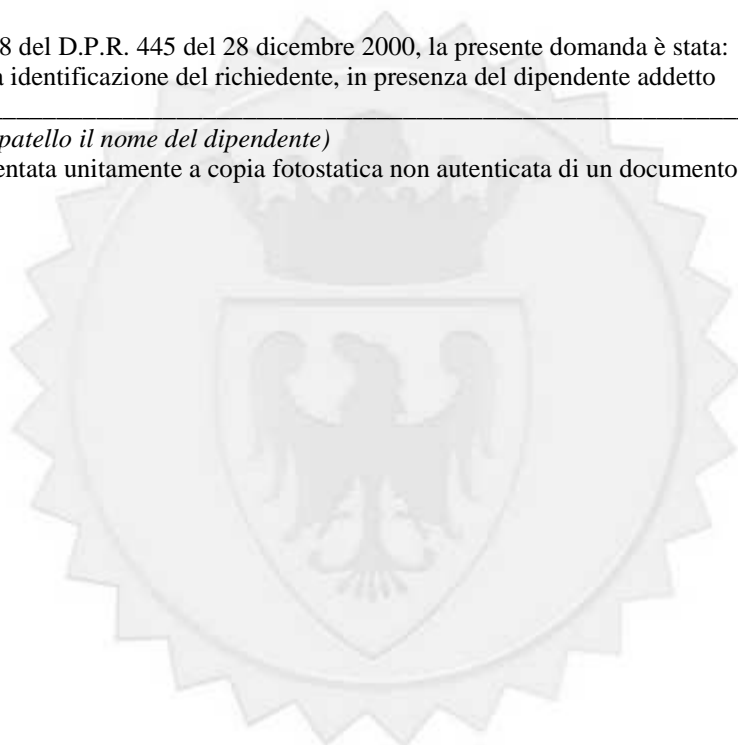 8 del D.P.R. 445 del 28 dicembre 2000, la presente domanda è stata:
a identificazione del richiedente, in presenza del dipendente addetto
patello il nome del dipendente)
entata unitamente a copia fotostatica non autenticata di un documento